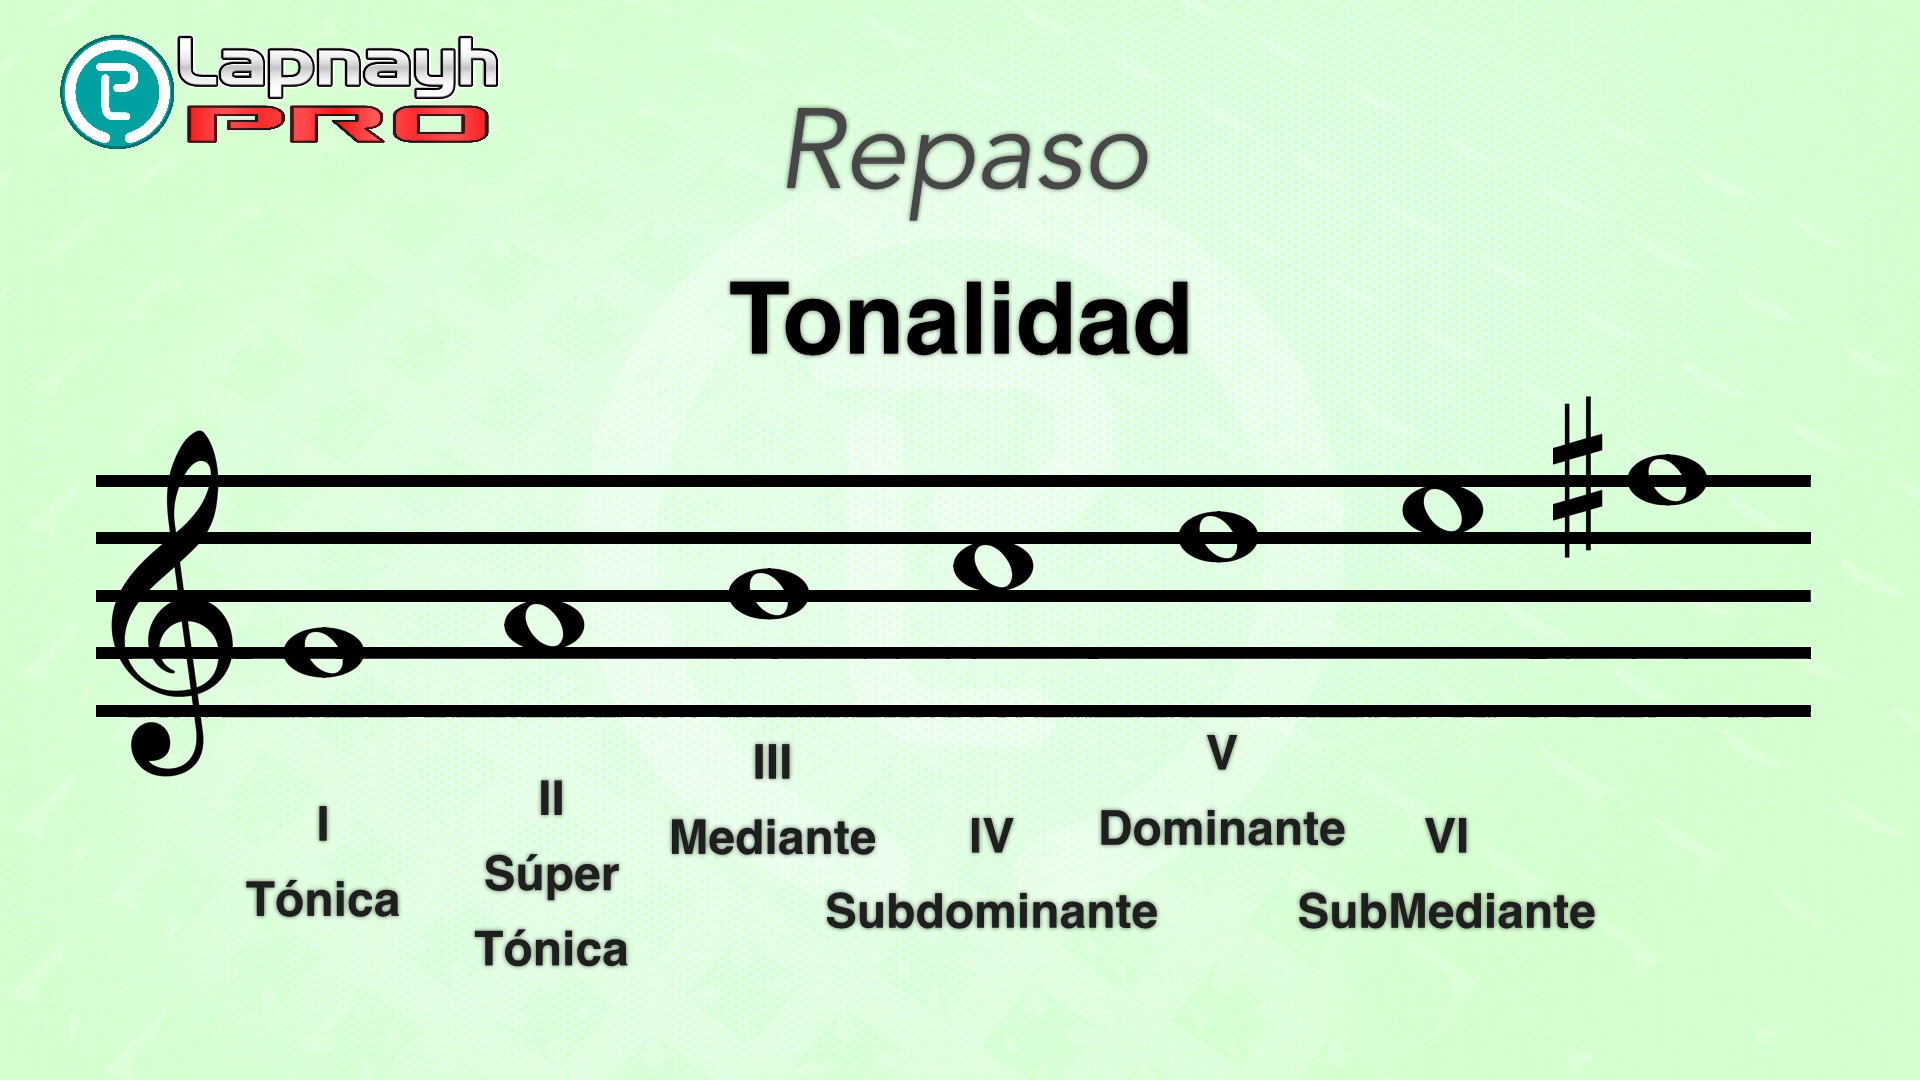 Lapnayh
PRO
Repaso
Tonalidad
I
Tónica
II
Súper
Tónica
III
Mediante
IV
Subdominante
V
Dominante
VI
SubMediante